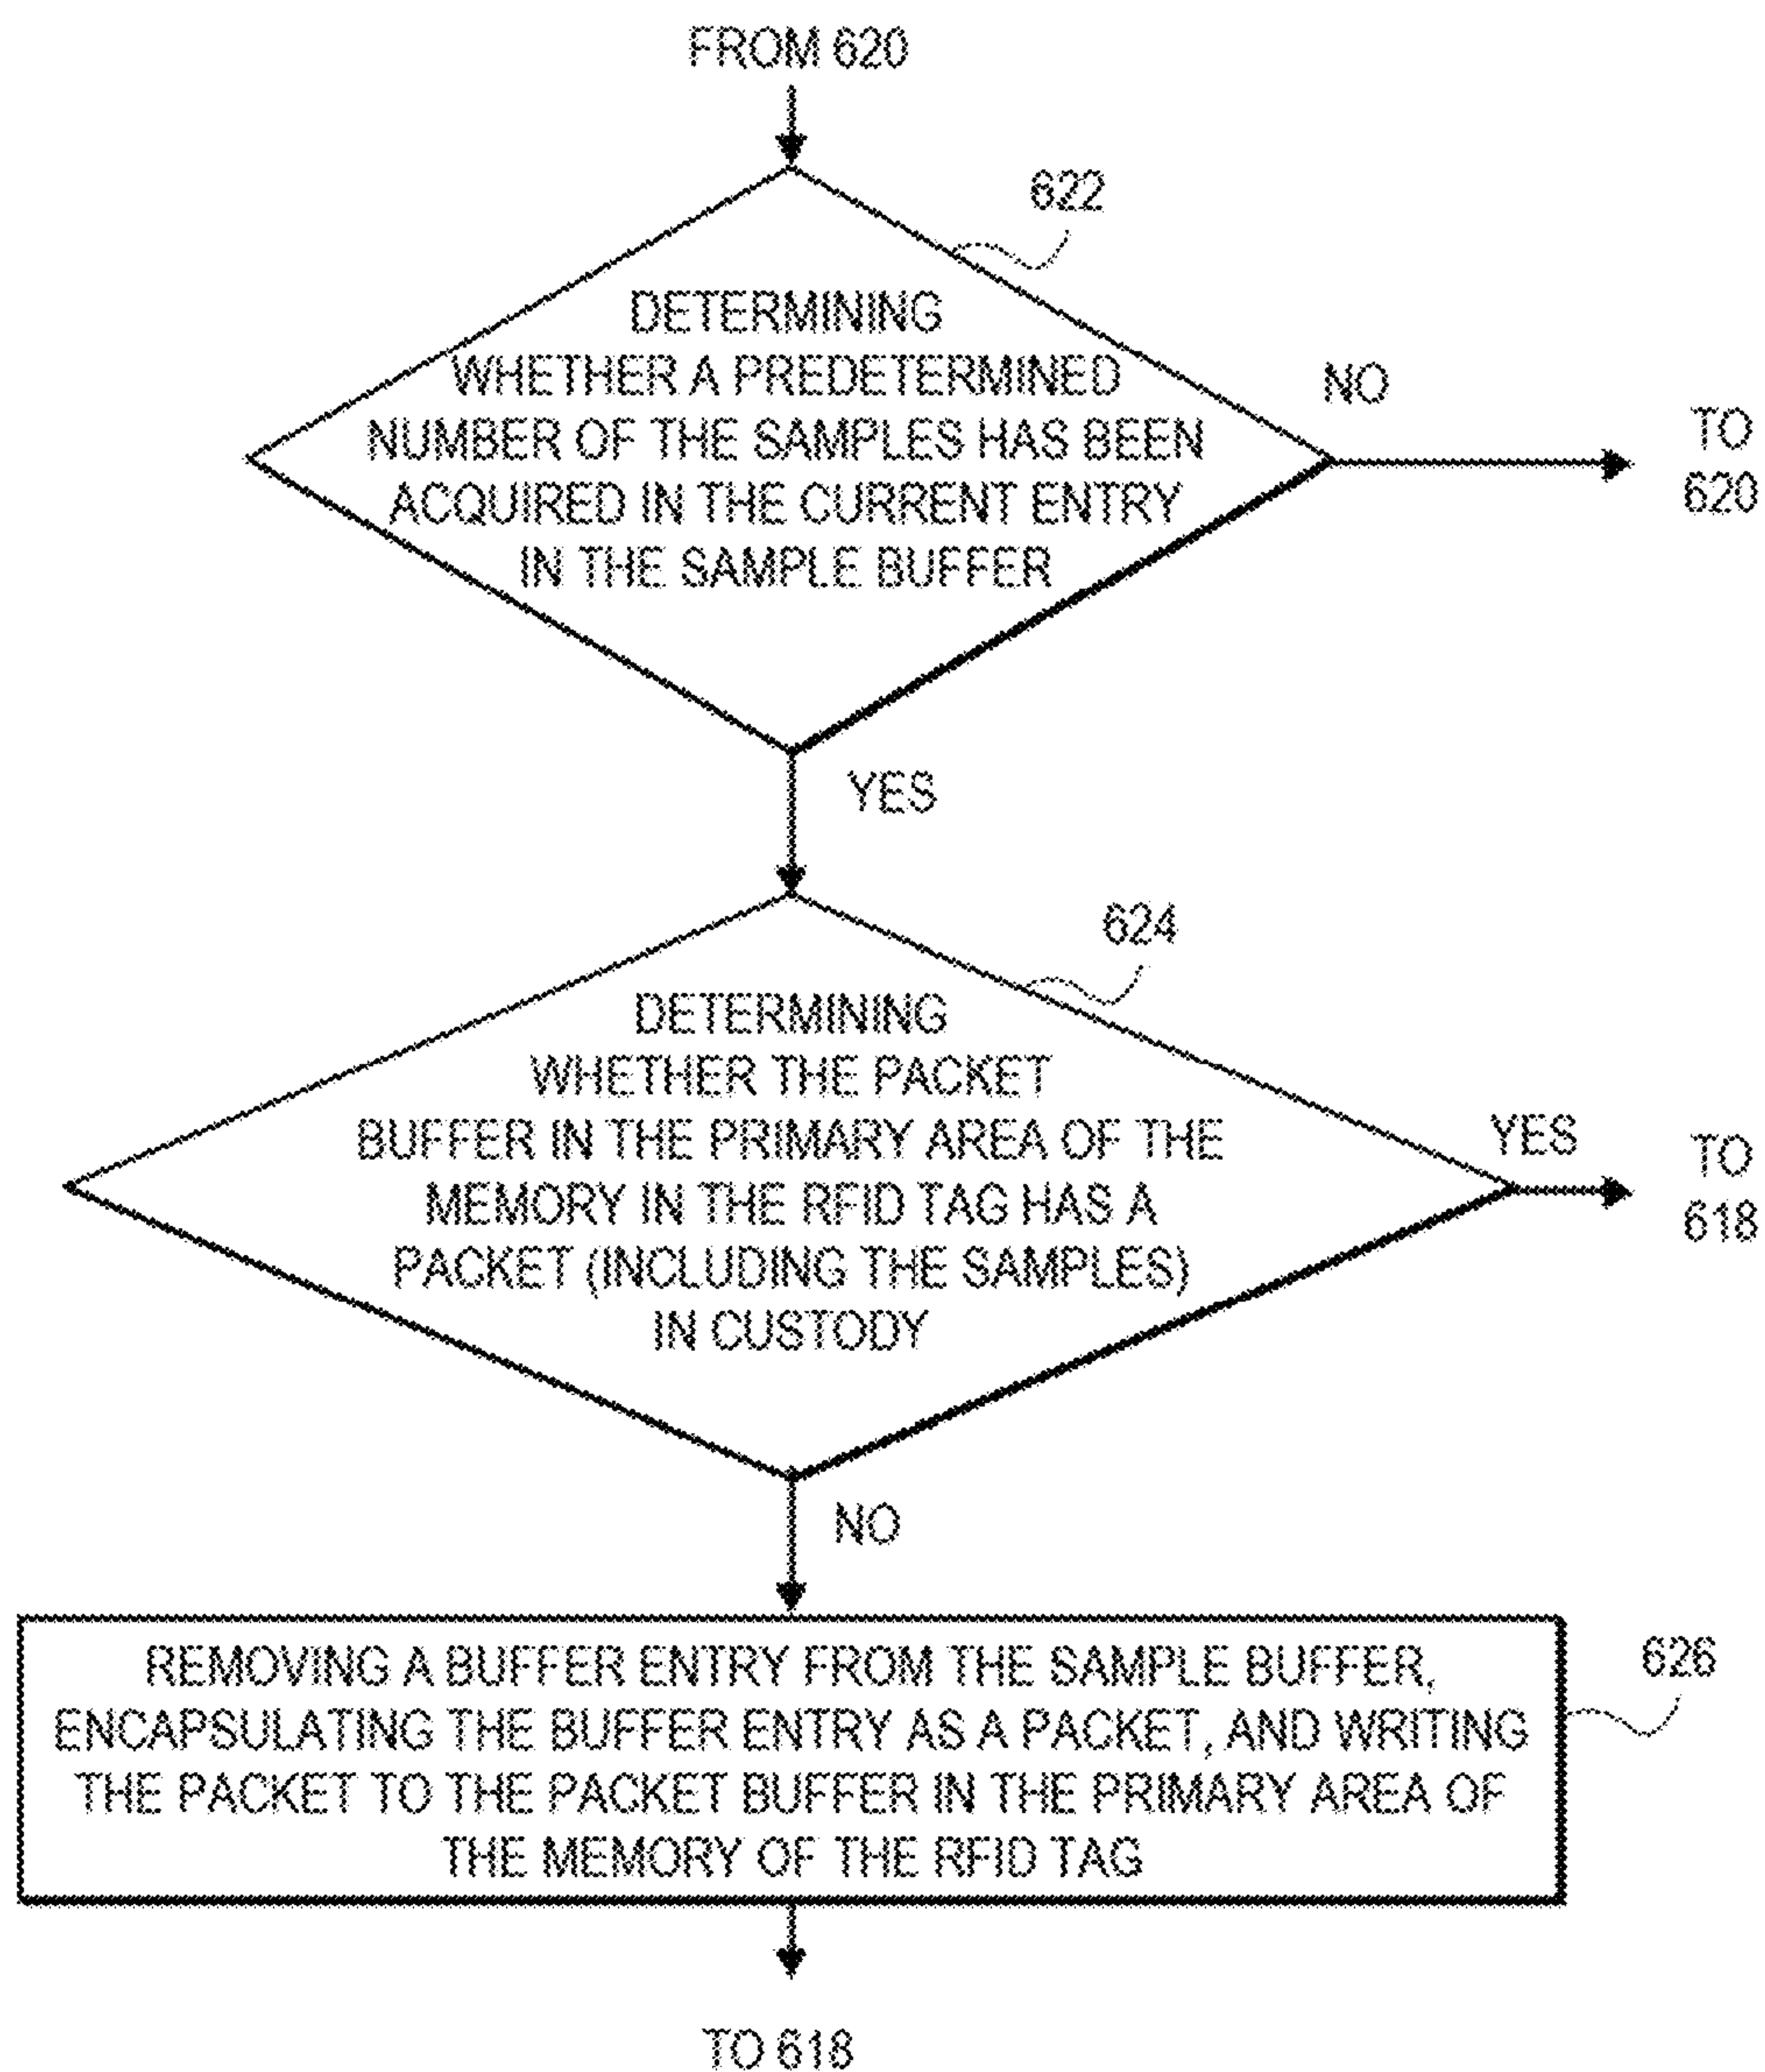 FROM 620
622
DETERMINING
WHETHER A PREDETERMINED
NUMBER OF THE SAMPLES HAS BEEN
ACQUIRED IN THE CURRENT ENTRY
IN THE SAMPLE BUFFER
NO
TO
620
YES
624
DETERMINING
WHETHER THE PACKET
BUFFER IN THE PRIMARY AREA OF THE
MEMORY IN THE RFID TAG HAS A
PACKET (INCLUDING THE SAMPLES)
IN CUSTODY
YES
TO
618
NO
REMOVING A BUFFER ENTRY FROM THE SAMPLE BUFFER,
ENCAPSULATING THE BUFFER ENTRY AS A PACKET, AND WRITING
THE PACKET TO THE PACKET BUFFER IN THE PRIMARY AREA OF
THE MEMORY OF THE RFID TAG
626
TO 618